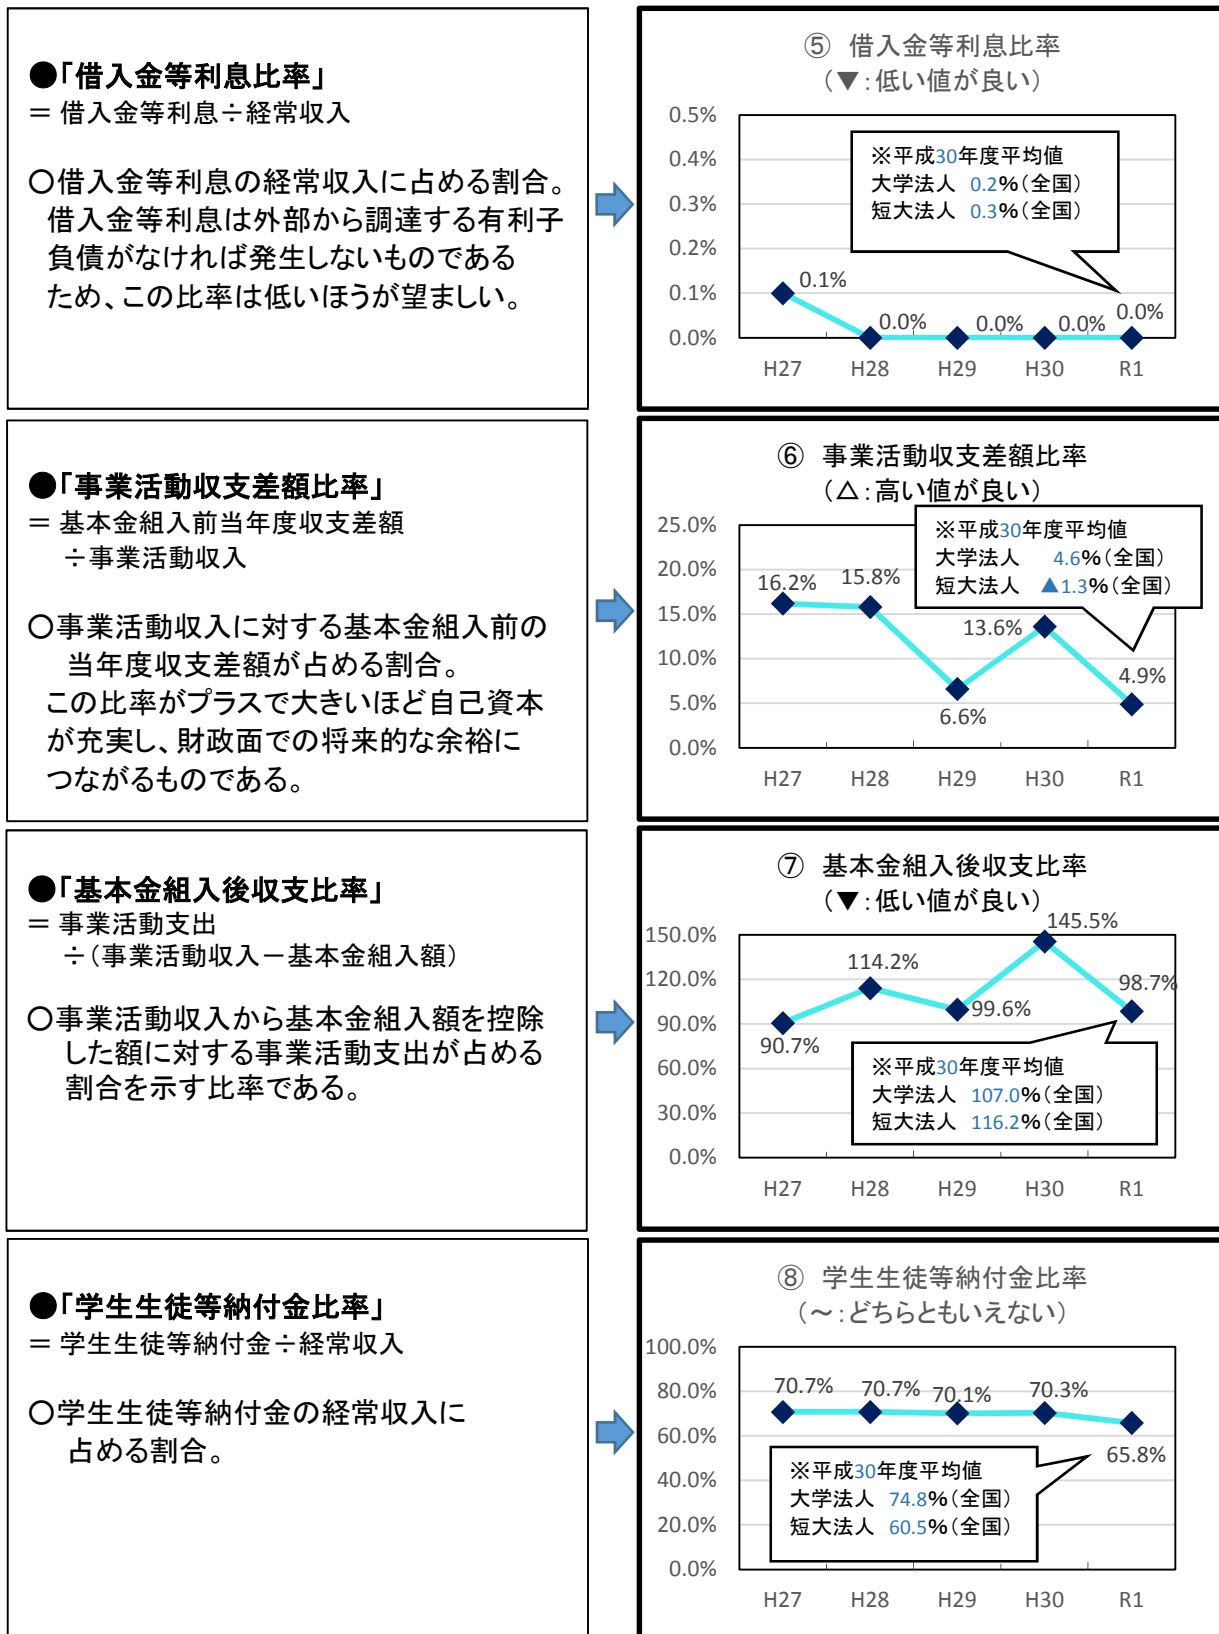 ●「借入金等利息比率」
＝ 借入金等利息÷経常収入
○借入金等利息の経常収入に占める割合。
借入金等利息は外部から調達する有利子
負債がなければ発生しないものである
ため、この比率は低いほうが望ましい。
⑤ 借入金等利息比率
（▼：低い値が良い）
0.5%
0.4%
0.3%
0.2%
0.1%
0.0%
※平成30年度平均値
大学法人 0.2%（全国）
短大法人 0.3%（全国）
0.1%
0.0%
0.0%
0.0%
0.0%
H27 H28 H29 H30 R1
●「事業活動収支差額比率」
＝ 基本金組入前当年度収支差額
÷事業活動収入
○事業活動収入に対する基本金組入前の
当年度収支差額が占める割合。
この比率がプラスで大きいほど自己資本
が充実し、財政面での将来的な余裕に
つながるものである。
⑥ 事業活動収支差額比率
（△：高い値が良い）
25.0%
20.0%
15.0%
10.0%
5.0%
0.0%
※平成30年度平均値
大学法人 4.6%（全国）
短大法人 ▲1.3%（全国）
16.2%
15.8%
6.6%
13.6%
4.9%
H27 H28 H29 H30 R1
●「基本金組入後収支比率」
＝ 事業活動支出
÷（事業活動収入－基本金組入額）
○事業活動収入から基本金組入額を控除
した額に対する事業活動支出が占める
割合を示す比率である。
⑦ 基本金組入後収支比率
（▼：低い値が良い）
150.0%
120.0%
90.0%
60.0%
30.0%
0.0%
90.7%
114.2%
99.6%
145.5%
98.7%
※平成30年度平均値
大学法人 107.0%（全国）
短大法人 116.2%（全国）
H27 H28 H29 H30 R1
●「学生生徒等納付金比率」
＝ 学生生徒等納付金÷経常収入
○学生生徒等納付金の経常収入に
占める割合。
⑧ 学生生徒等納付金比率
（～：どちらともいえない）
100.0%
80.0%
60.0%
40.0%
20.0%
0.0%
70.7%
70.7%
70.1%
70.3%
65.8%
※平成30年度平均値
大学法人 74.8%（全国）
短大法人 60.5%（全国）
H27 H28 H29 H30 R1